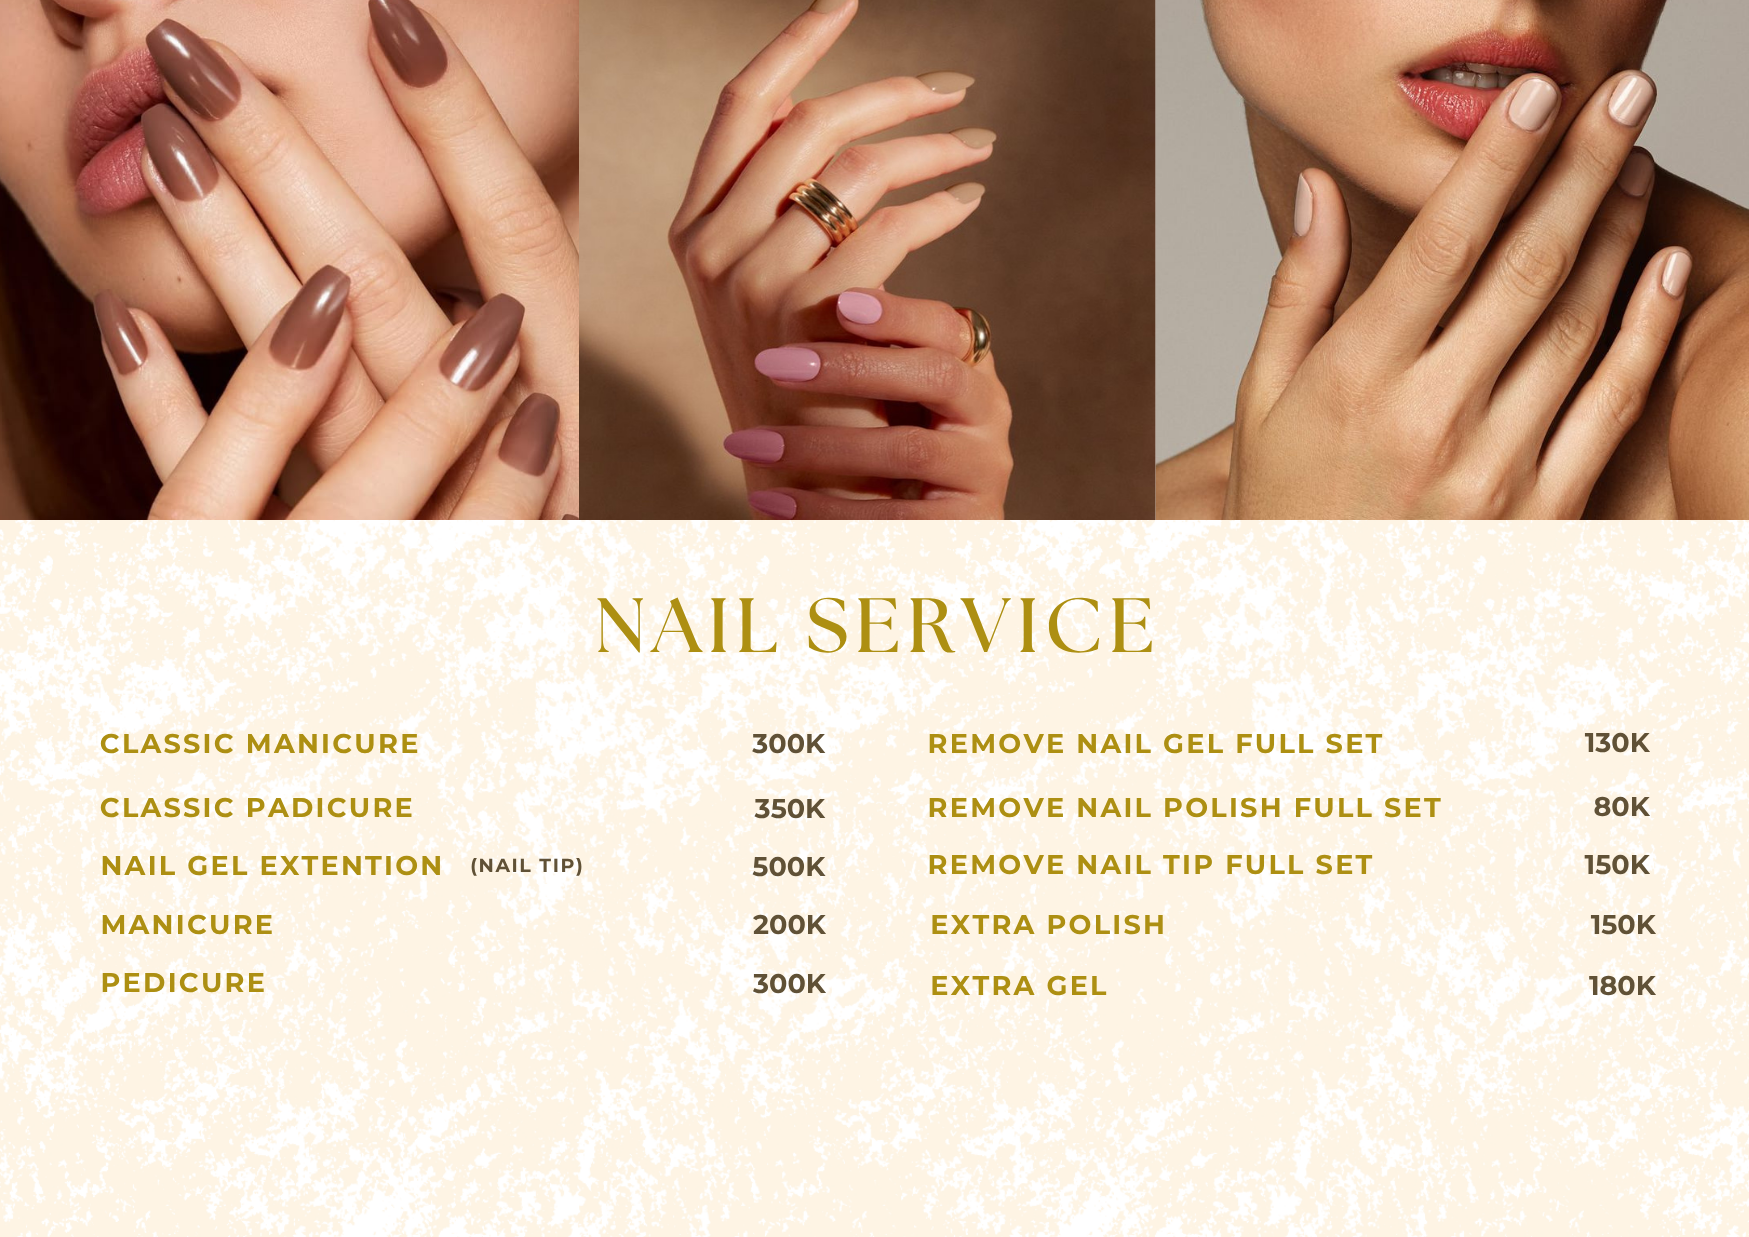 NAIL SERVICE
CLASSIC MANICURE 300K
CLASSIC PADICURE 350K
NAIL GEL EXTENTION (NAIL TIP) 500K
MANICURE 200K
PEDICURE 300K
REMOVE NAIL GEL FULL SET 130K
REMOVE NAIL POLISH FULL SET 80K
REMOVE NAIL TIP FULL SET 150K
EXTRA POLISH 150K
EXTRA GEL 180K